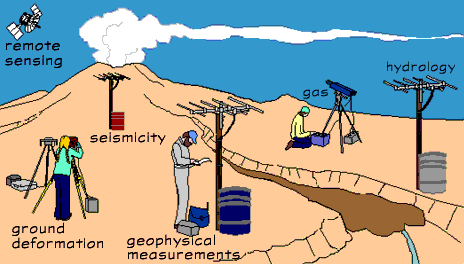 remote
sensing
hydrology
gas
seismicity
ground
deformation
geophysical
measurements